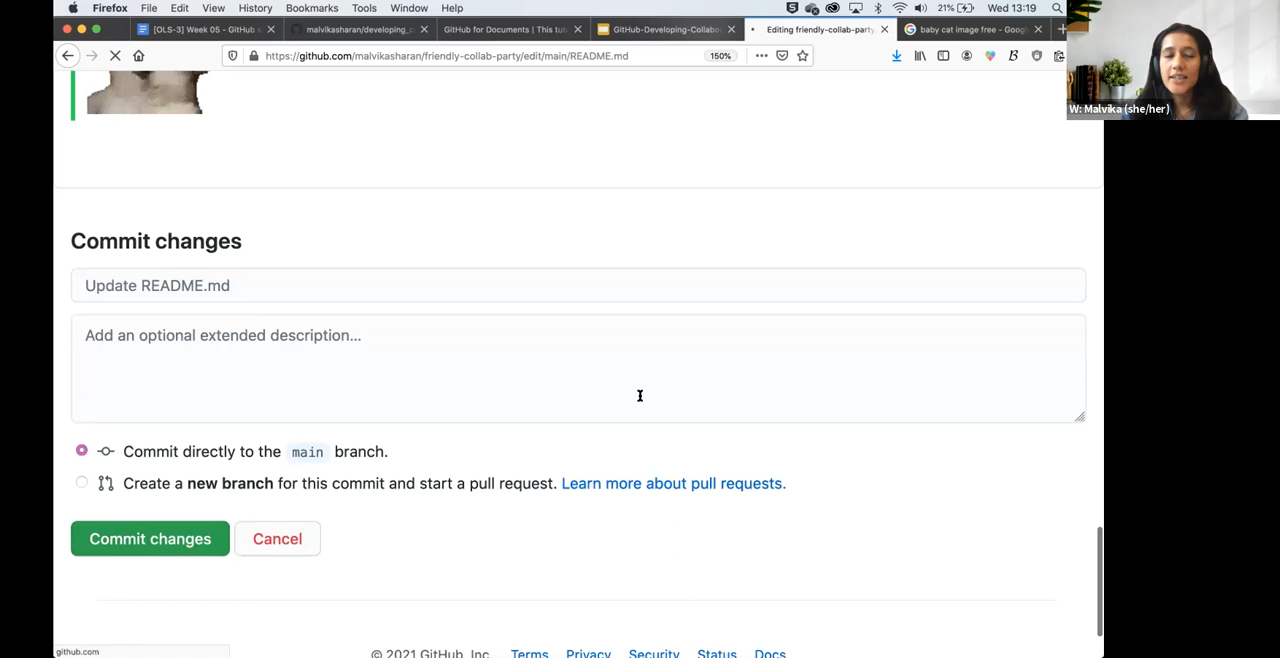 Firefox File Edit View History Bookmarks Tools Window Help 21% Wed 13:19
[OLS-3] Week 05 - GitHub malvikasharan/developing_c GitHub for Documents | This tut GitHub-Developing-Collabo Editing friendly-collab-party baby cat image free - Goog
https://github.com/malvikasharan/friendly-collab-party/edit/main/README.md 150%
W: Malvika (she/her)
Commit changes
Update README.md
Add an optional extended description...
Commit directly to the main branch.
Create a new branch for this commit and start a pull request. Learn more about pull requests.
Commit changes Cancel
github.com
© 2021 GitHub, Inc. Terms Privacy Security Status Docs